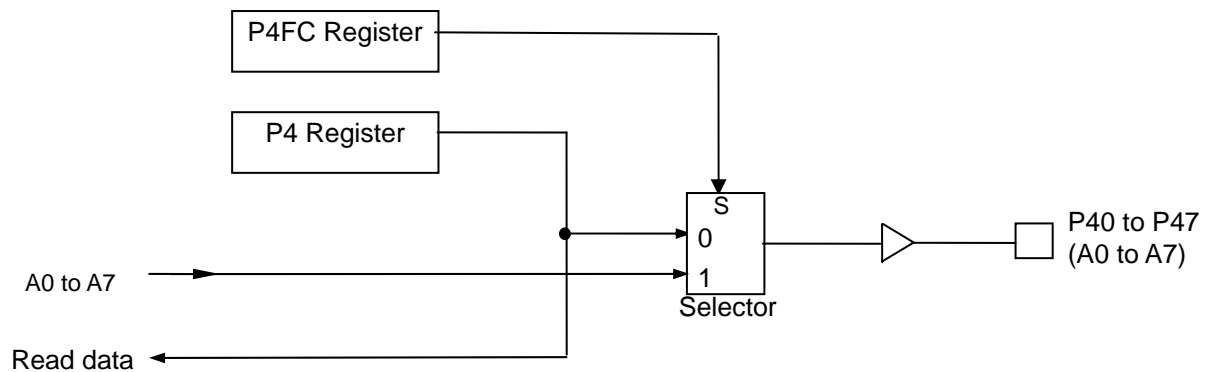 P4FC Register
P4 Register
S
0
1
Selector
P40 to P47
(A0 to A7)
A0 to A7
Read data